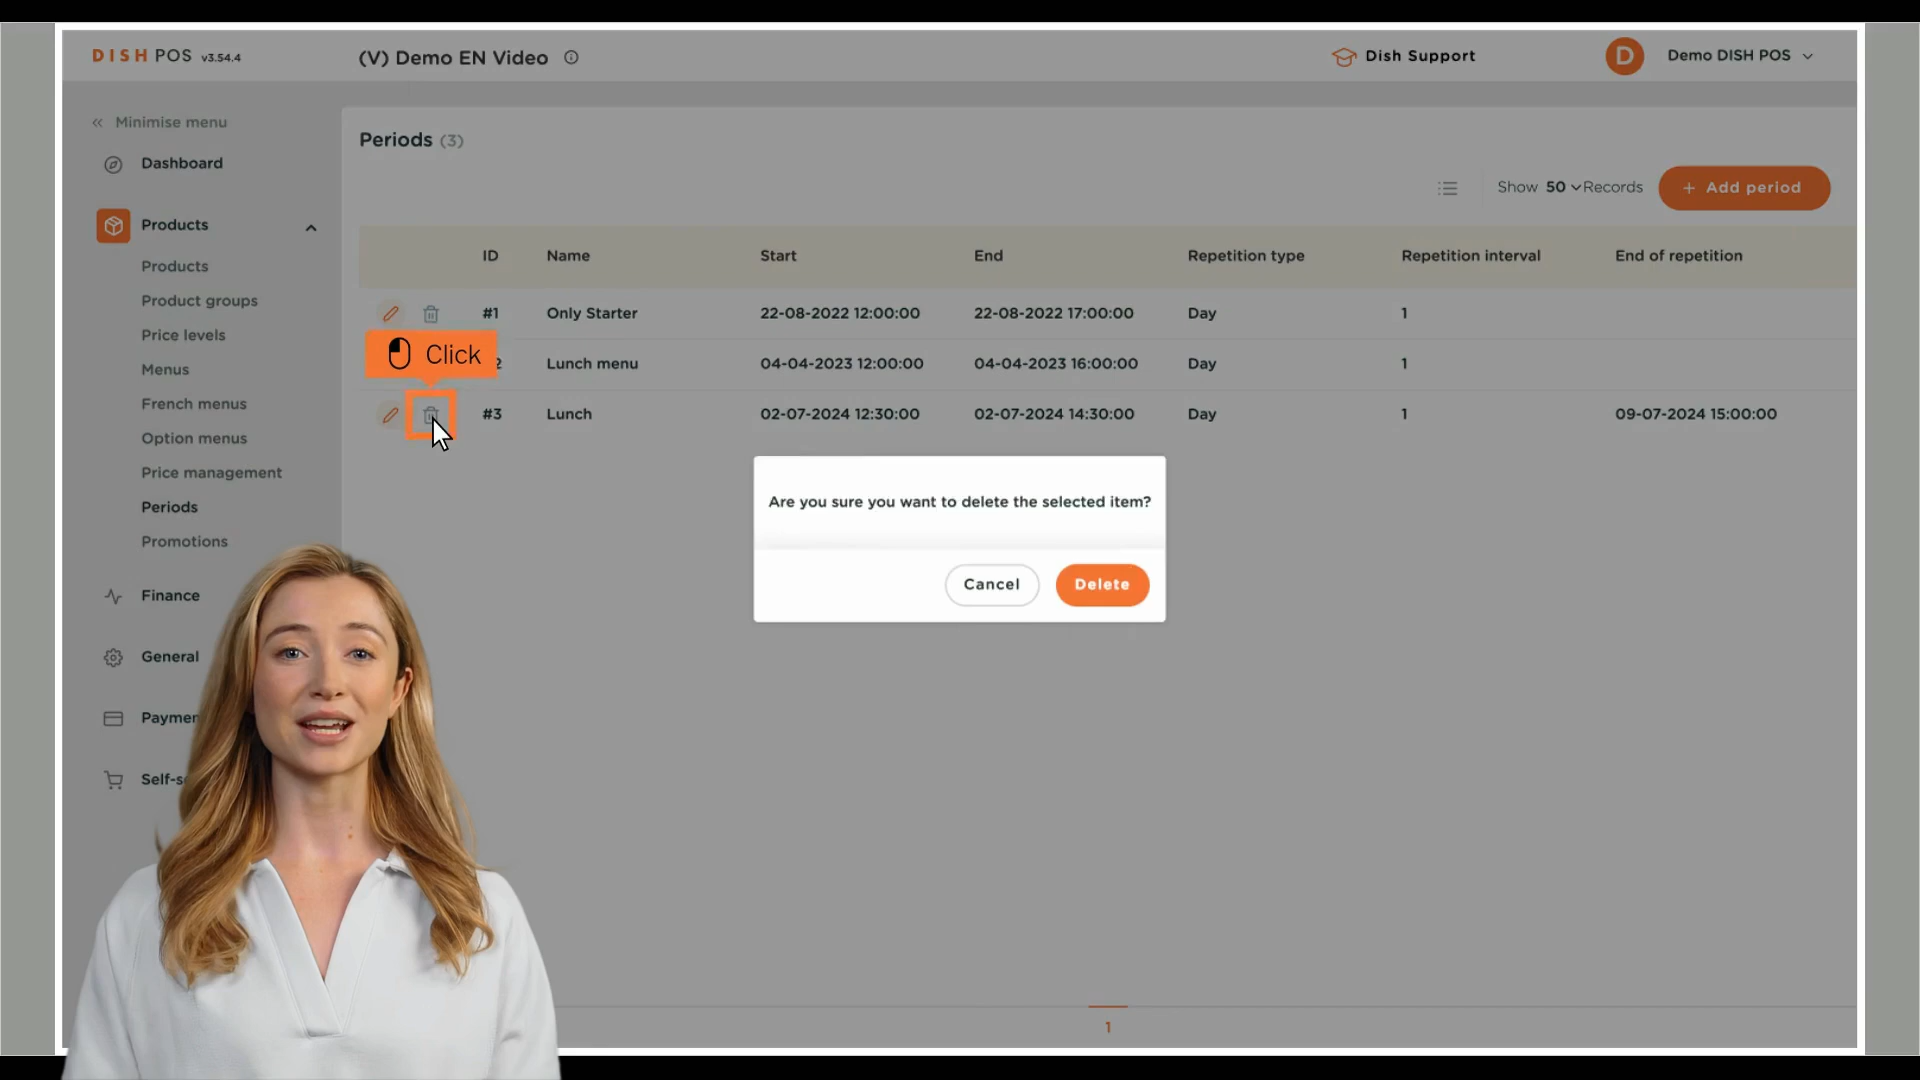 DISH POS v3.54.4
(V) Demo EN Video
Dish Support
D
Demo DISH POS
Minimise menu
Dashboard
Products
Products
Product groups
Price levels
Menus
French menus
Option menus
Price management
Periods
Promotions
Finance
General
Paymen
Self-s
Periods (3)
Show 50 Records
+ Add period
ID Name Start End Repetition type Repetition interval End of repetition
#1 Only Starter 22-08-2022 12:00:00 22-08-2022 17:00:00 Day 1
Click
2 Lunch menu 04-04-2023 12:00:00 04-04-2023 16:00:00 Day 1
#3 Lunch 02-07-2024 12:30:00 02-07-2024 14:30:00 Day 1 09-07-2024 15:00:00
Are you sure you want to delete the selected item?
Cancel Delete
1